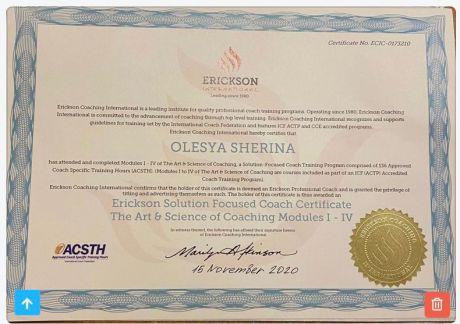 Certificate No. ECIC-0173210
ERICKSON
INTERNATIONAL
Leading since 1980
Erickson Coaching International is a leading institute for quality professional coach training programs. Operating since 1980, Erickson Coaching
International is committed to the advancement of coaching through top level training. Erickson Coaching International recognizes and supports
guidelines for training set by the International Coach Federation and features ICF ACTP and CCE accredited programs.
Erickson Coaching International hereby certifies that
OLESYA SHERINA
has attended and completed Modules I - IV of The Art & Science of Coaching, a Solution-Focused Coach Training Program comprised of 136 Approved
Coach Specific Training Hours (ACSTH). (Modules I to IV of The Art & Science of Coaching are courses included as part of an ICF (ACTP) Accredited
Coach Training Program).
Erickson Coaching International confirms that the holder of this certificate is deemed an Erickson Professional Coach and is granted the privilege of
titling and advertising themselves as such. The holder of this certificate is thus awarded an
Erickson Solution Focused Coach Certificate
The Art & Science of Coaching Modules I - IV
In witness thereof, the following has affixed their signature hereto
of Erickson Coaching International.
Marilyn Atkinson
15 November 2020
ACSTH
Approved Coach Specific Training Hours
International Coach Federation